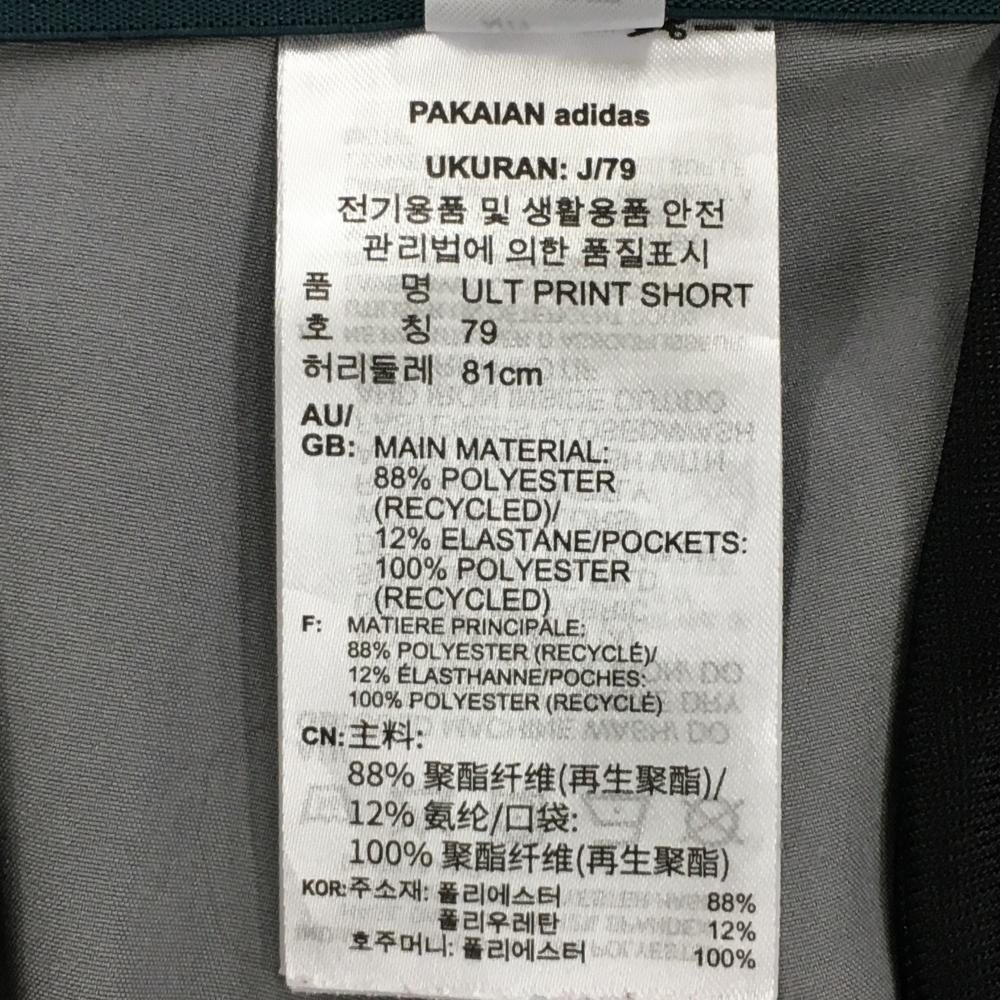 PAKAIAN adidas
UKURAN: J/79
전기용품 및 생활용품 안전
관리법에 의한 품질표시
품 명 ULT PRINT SHORT
호 칭 79
허리둘레 81cm
AU/
GB: MAIN MATERIAL:
88% POLYESTER
(RECYCLED)/
12% ELASTANE/POCKETS:
100% POLYESTER
(RECYCLED)
F: MATIERE PRINCIPALE:
88% POLYESTER (RECYCLÉ)/
12% ÉLASTHANNE/POCHES:
100% POLYESTER (RECYCLÉ)
CN: 主料:
88% 聚酯纤维(再生聚酯)/
12% 氨纶/口袋:
100% 聚酯纤维(再生聚酯)
KOR: 주소재: 폴리에스터 88%
폴리우레탄 12%
호주머니: 폴리에스터 100%